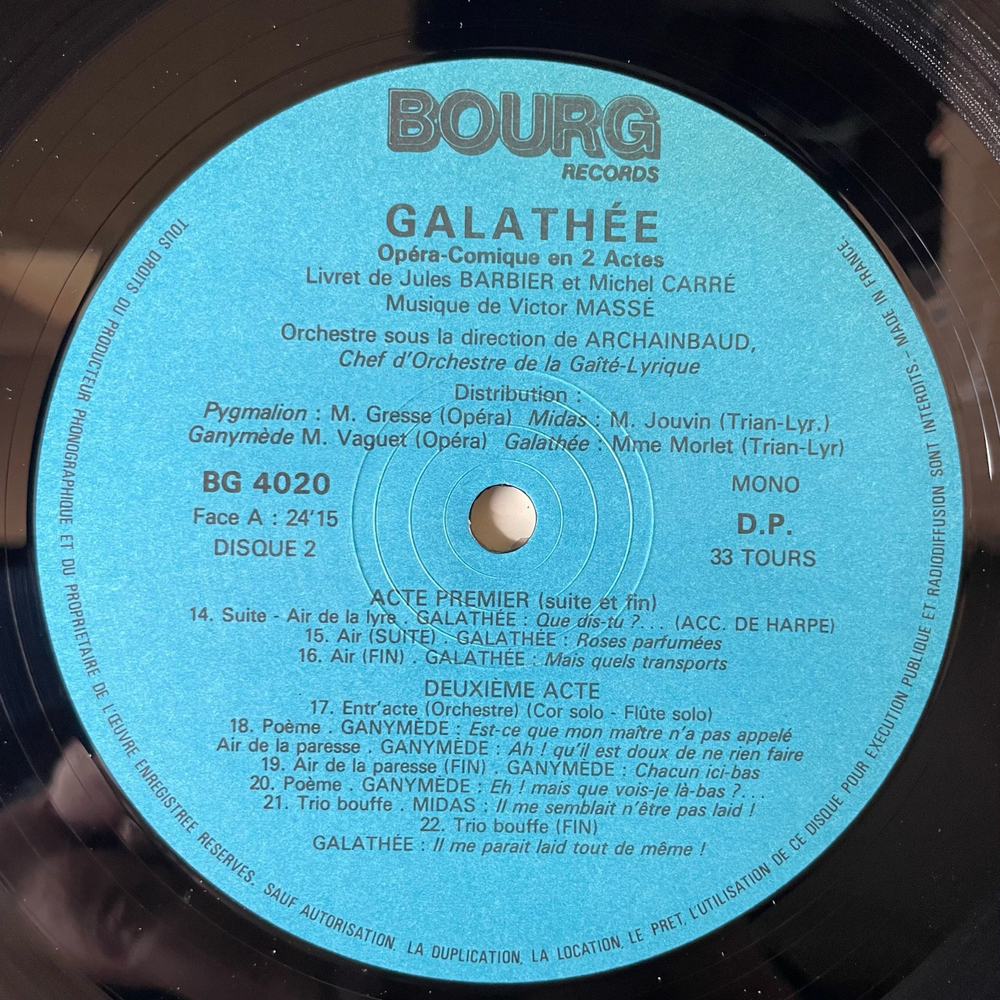 BOURG
RECORDS
GALATHÉE
Opéra-Comique en 2 Actes
Livret de Jules BARBIER et Michel CARRÉ
Musique de Victor MASSÉ
Orchestre sous la direction de ARCHAINBAUD,
Chef d'Orchestre de la Gaîté-Lyrique
Distribution :
Pygmalion : M. Gresse (Opéra) Midas : M. Jouvin (Trian-Lyr.)
Ganymède M. Vaguet (Opéra) Galathée : Mme Morlet (Trian-Lyr)
BG 4020
Face A : 24'15
DISQUE 2
MONO
D.P.
33 TOURS
ACTE PREMIER (suite et fin)
14. Suite - Air de la lyre . GALATHÉE : Que dis-tu ?... (ACC. DE HARPE)
15. Air (SUITE) . GALATHÉE : Roses parfumées
16. Air (FIN) . GALATHÉE : Mais quels transports
DEUXIÈME ACTE
17. Entr'acte (Orchestre) (Cor solo - Flûte solo)
18. Poème . GANYMÈDE : Est-ce que mon maître n'a pas appelé
Air de la paresse . GANYMÈDE : Ah ! qu'il est doux de ne rien faire
19. Air de la paresse (FIN) . GANYMÈDE : Chacun ici-bas
20. Poème . GANYMÈDE : Eh ! mais que vois-je là-bas ?...
21. Trio bouffe . MIDAS : Il me semblait n'être pas laid !
22. Trio bouffe (FIN)
GALATHÉE : Il me parait laid tout de même !
TOUS DROITS DU PRODUCTEUR PHONOGRAPHIQUE ET DU PROPRIETAIRE DE L'ŒUVRE ENREGISTREE RESERVES. SAUF AUTORISATION, LA DUPLICATION, LA LOCATION, LE PRET, L'UTILISATION DE CE DISQUE POUR EXECUTION PUBLIQUE ET RADIODIFFUSION SONT INTERDITS. - MADE IN FRANCE